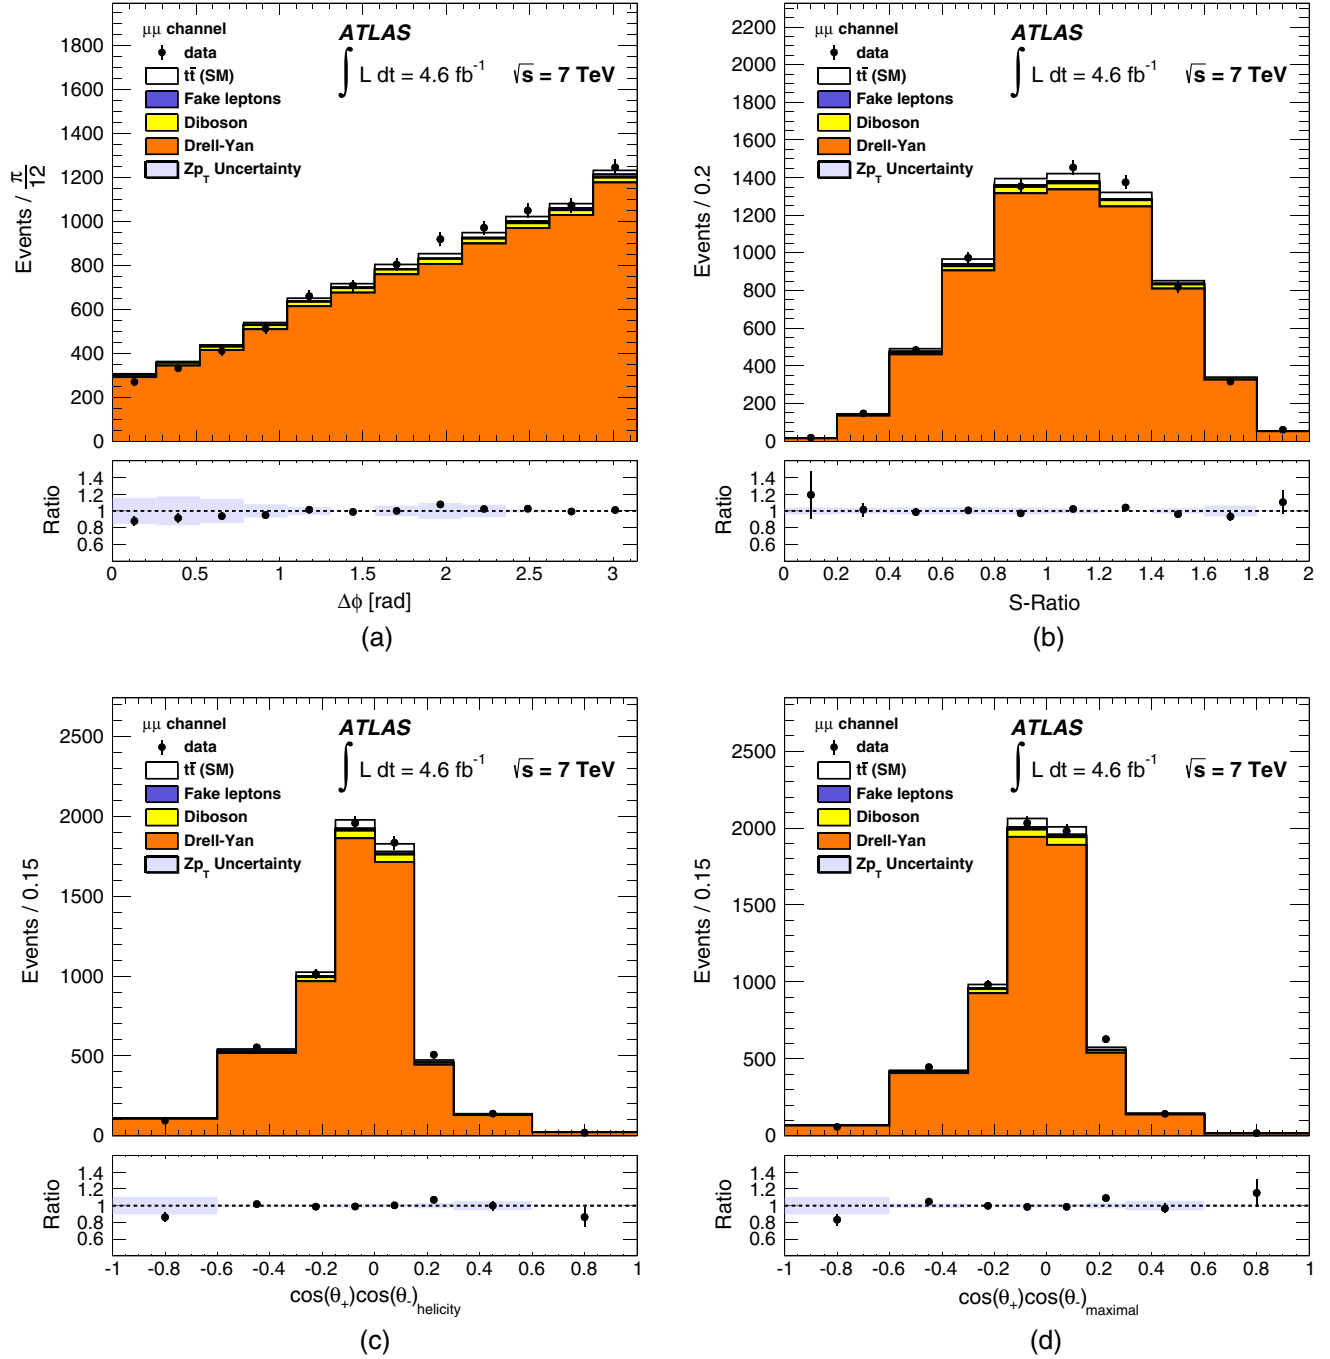 μμ channel
data
tt̄ (SM)
Fake leptons
Diboson
Drell-Yan
Zp_T Uncertainty
ATLAS
∫ L dt = 4.6 fb⁻¹ √s = 7 TeV
Events / π/12
1800
1600
1400
1200
1000
800
600
400
200
0
Ratio
1.4
1.2
1
0.8
0.6
0 0.5 1 1.5 2 2.5 3
Δϕ [rad]
(a)
μμ channel
data
tt̄ (SM)
Fake leptons
Diboson
Drell-Yan
Zp_T Uncertainty
ATLAS
∫ L dt = 4.6 fb⁻¹ √s = 7 TeV
Events / 0.2
2200
2000
1800
1600
1400
1200
1000
800
600
400
200
0
Ratio
1.4
1.2
1
0.8
0.6
0 0.2 0.4 0.6 0.8 1 1.2 1.4 1.6 1.8 2
S-Ratio
(b)
μμ channel
data
tt̄ (SM)
Fake leptons
Diboson
Drell-Yan
Zp_T Uncertainty
ATLAS
∫ L dt = 4.6 fb⁻¹ √s = 7 TeV
Events / 0.15
2500
2000
1500
1000
500
0
Ratio
1.4
1.2
1
0.8
0.6
-1 -0.8 -0.6 -0.4 -0.2 0 0.2 0.4 0.6 0.8 1
cos(θ₊)cos(θ₋)_helicity
(c)
μμ channel
data
tt̄ (SM)
Fake leptons
Diboson
Drell-Yan
Zp_T Uncertainty
ATLAS
∫ L dt = 4.6 fb⁻¹ √s = 7 TeV
Events / 0.15
2500
2000
1500
1000
500
0
Ratio
1.4
1.2
1
0.8
0.6
-1 -0.8 -0.6 -0.4 -0.2 0 0.2 0.4 0.6 0.8 1
cos(θ₊)cos(θ₋)_maximal
(d)